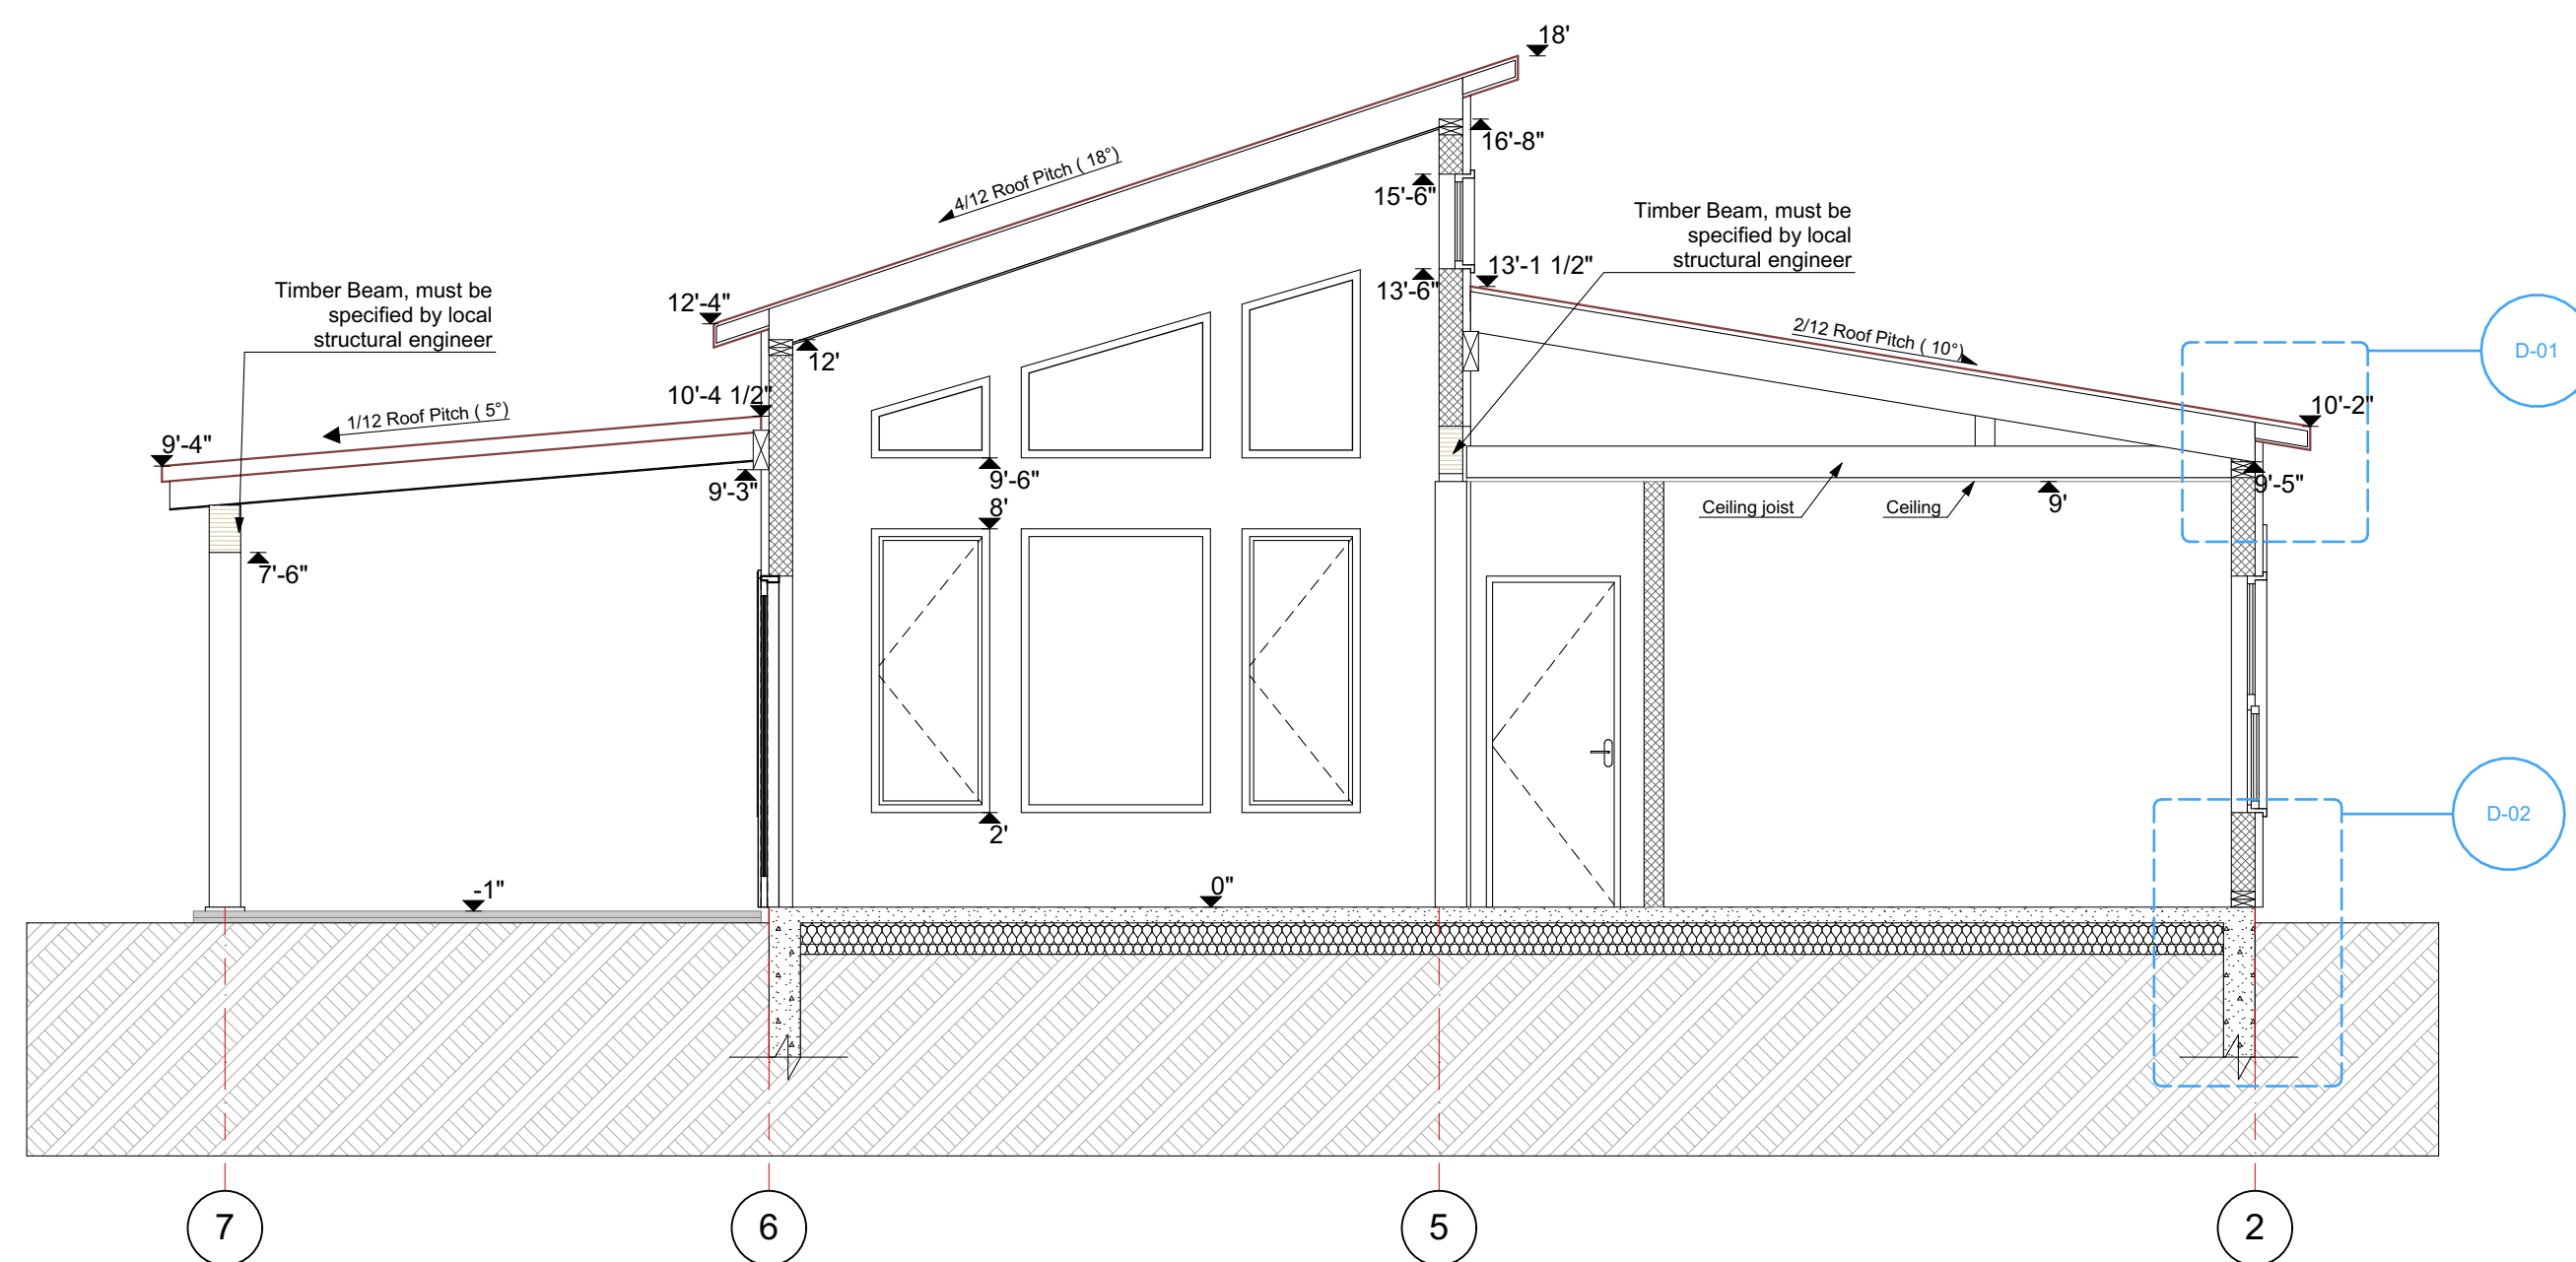 18'
16'-8"
4/12 Roof Pitch ( 18°)
15'-6"
Timber Beam, must be
specified by local
structural engineer
13'-1 1/2"
13'-6"
Timber Beam, must be
specified by local
structural engineer
12'-4"
12'
2/12 Roof Pitch ( 10°)
D-01
10'-4 1/2"
10'-2"
1/12 Roof Pitch ( 5°)
9'-4"
9'-3"
9'-6"
8'
9'-5"
Ceiling joist
Ceiling
9'
7'-6"
2'
D-02
-1"
0"
7
6
5
2